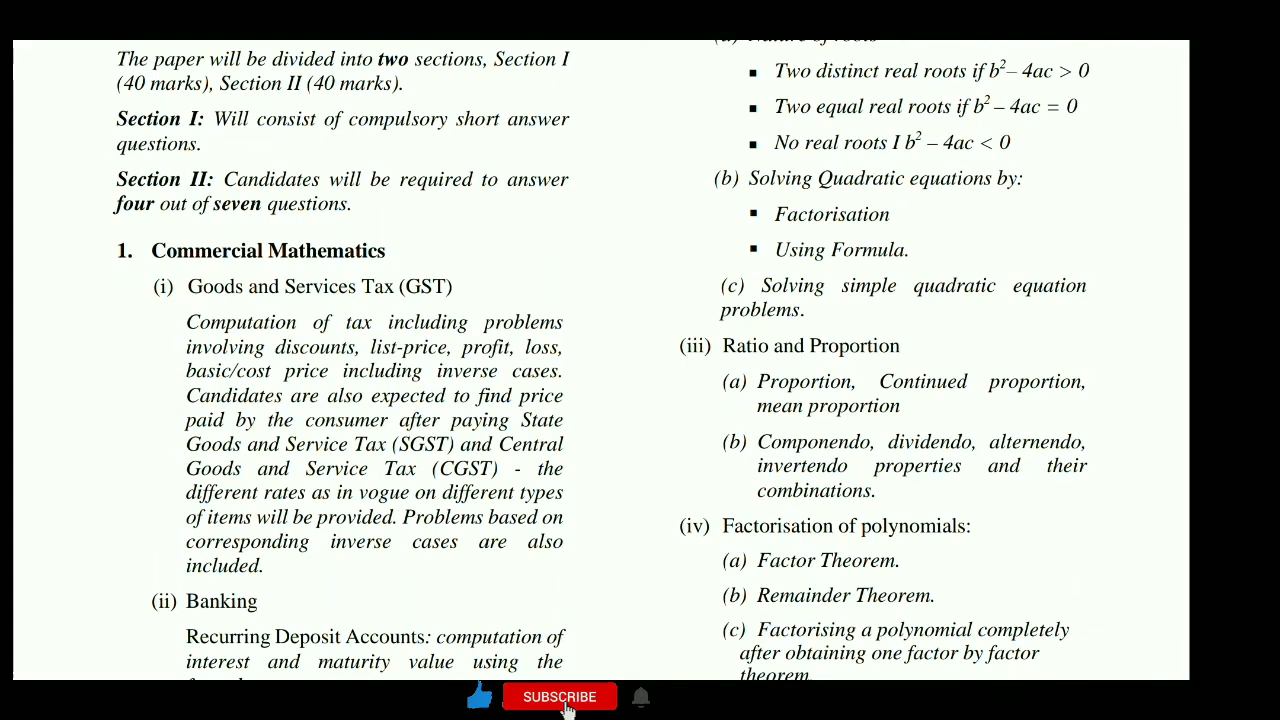 The paper will be divided into two sections, Section I
(40 marks), Section II (40 marks).
Section I: Will consist of compulsory short answer
questions.
Section II: Candidates will be required to answer
four out of seven questions.
1. Commercial Mathematics
(i) Goods and Services Tax (GST)
Computation of tax including problems
involving discounts, list-price, profit, loss,
basic/cost price including inverse cases.
Candidates are also expected to find price
paid by the consumer after paying State
Goods and Service Tax (SGST) and Central
Goods and Service Tax (CGST) - the
different rates as in vogue on different types
of items will be provided. Problems based on
corresponding inverse cases are also
included.
(ii) Banking
Recurring Deposit Accounts: computation of
interest and maturity value using the
■ Two distinct real roots if b² – 4ac > 0
■ Two equal real roots if b² – 4ac = 0
■ No real roots I b² – 4ac < 0
(b) Solving Quadratic equations by:
■ Factorisation
■ Using Formula.
(c) Solving simple quadratic equation
problems.
(iii) Ratio and Proportion
(a) Proportion, Continued proportion,
mean proportion
(b) Componendo, dividendo, alternendo,
invertendo properties and their
combinations.
(iv) Factorisation of polynomials:
(a) Factor Theorem.
(b) Remainder Theorem.
(c) Factorising a polynomial completely
after obtaining one factor by factor
theorem.
SUBSCRIBE